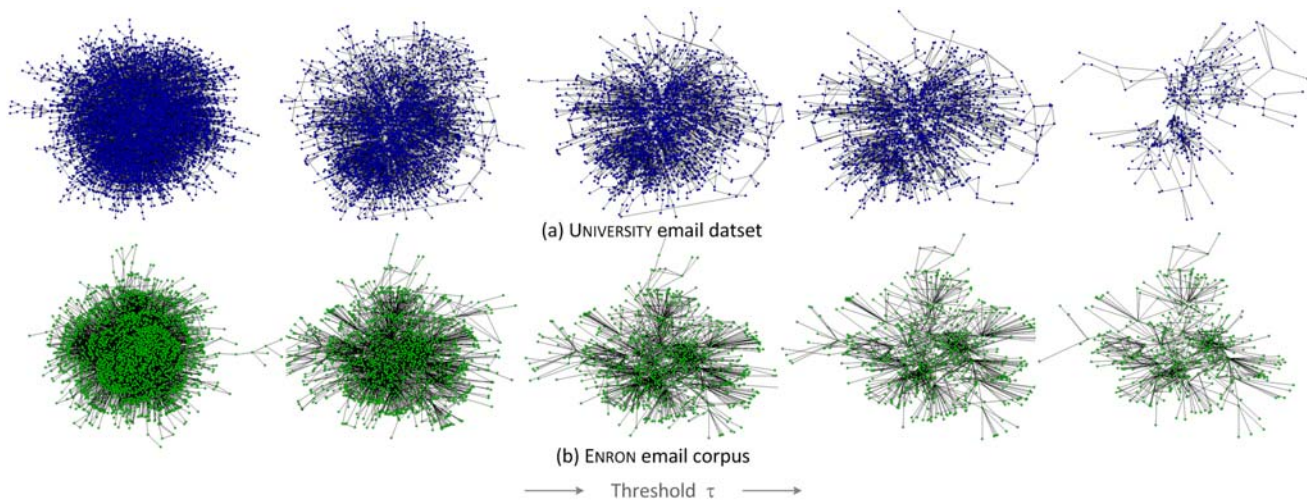 (a) UNIVERSITY email datset
(b) ENRON email corpus
Threshold τ